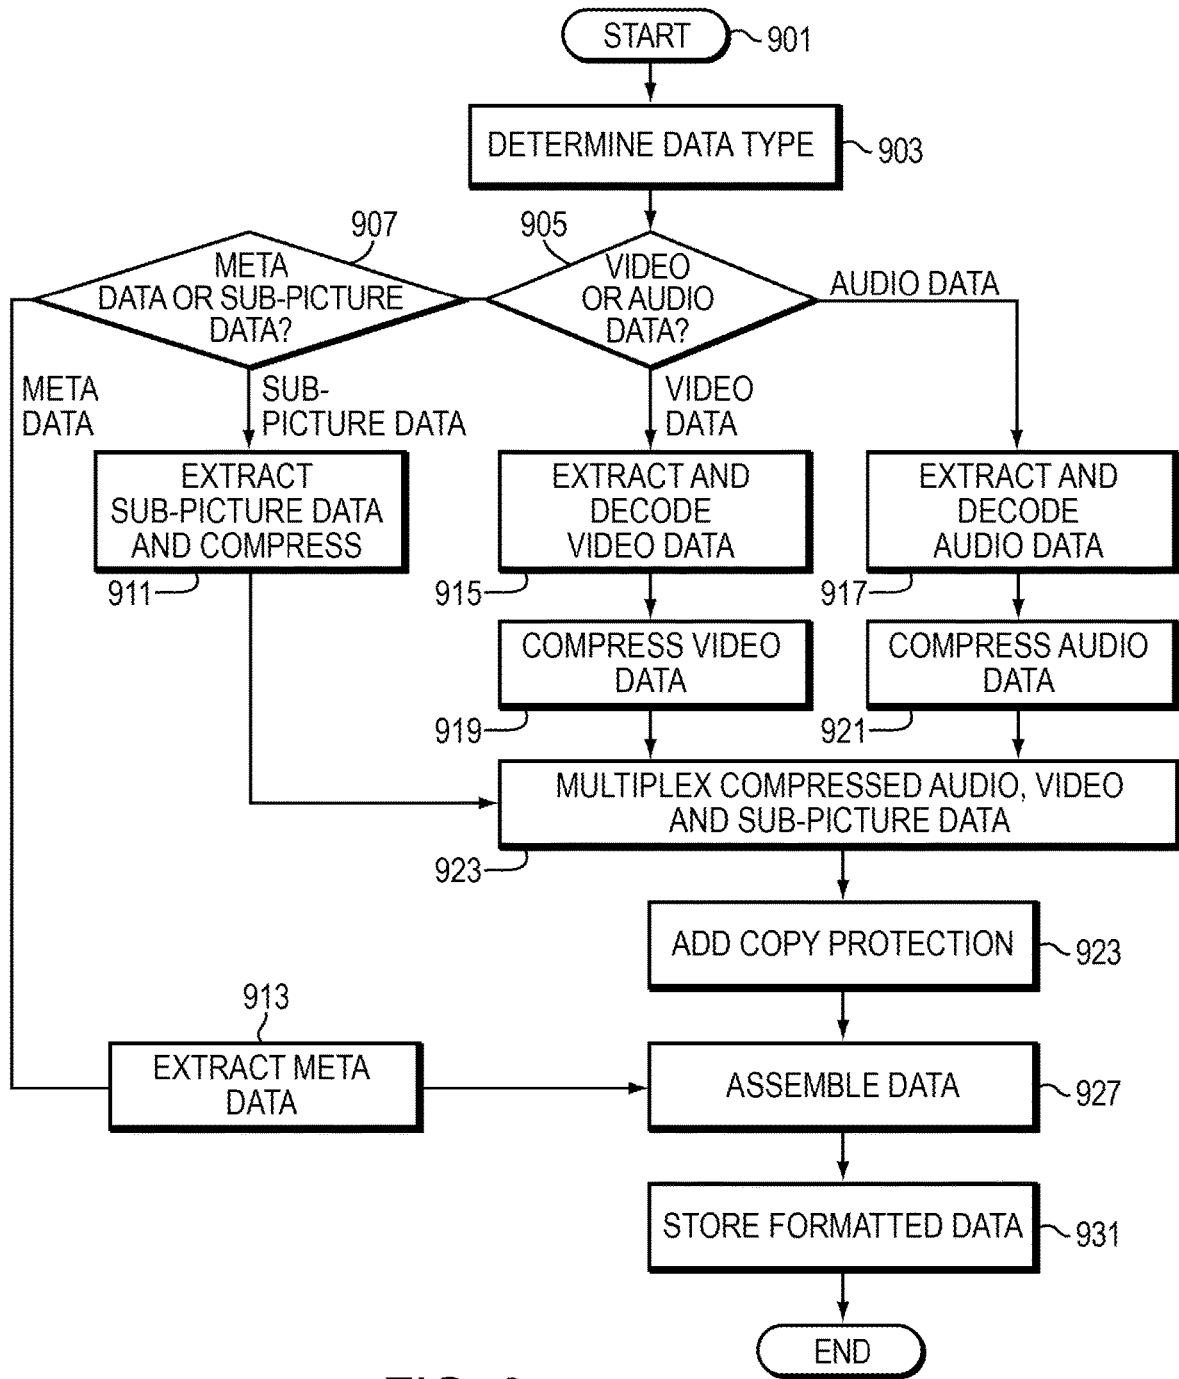 START
901
DETERMINE DATA TYPE
903
907
META
DATA OR SUB-PICTURE
DATA?
905
VIDEO
OR AUDIO
DATA?
AUDIO DATA
META
DATA
SUB-
PICTURE DATA
VIDEO
DATA
EXTRACT
SUB-PICTURE DATA
AND COMPRESS
911
EXTRACT AND
DECODE
VIDEO DATA
915
EXTRACT AND
DECODE
AUDIO DATA
917
COMPRESS VIDEO
DATA
919
COMPRESS AUDIO
DATA
921
MULTIPLEX COMPRESSED AUDIO, VIDEO
AND SUB-PICTURE DATA
923
ADD COPY PROTECTION
923
913
EXTRACT META
DATA
ASSEMBLE DATA
927
STORE FORMATTED DATA
931
END